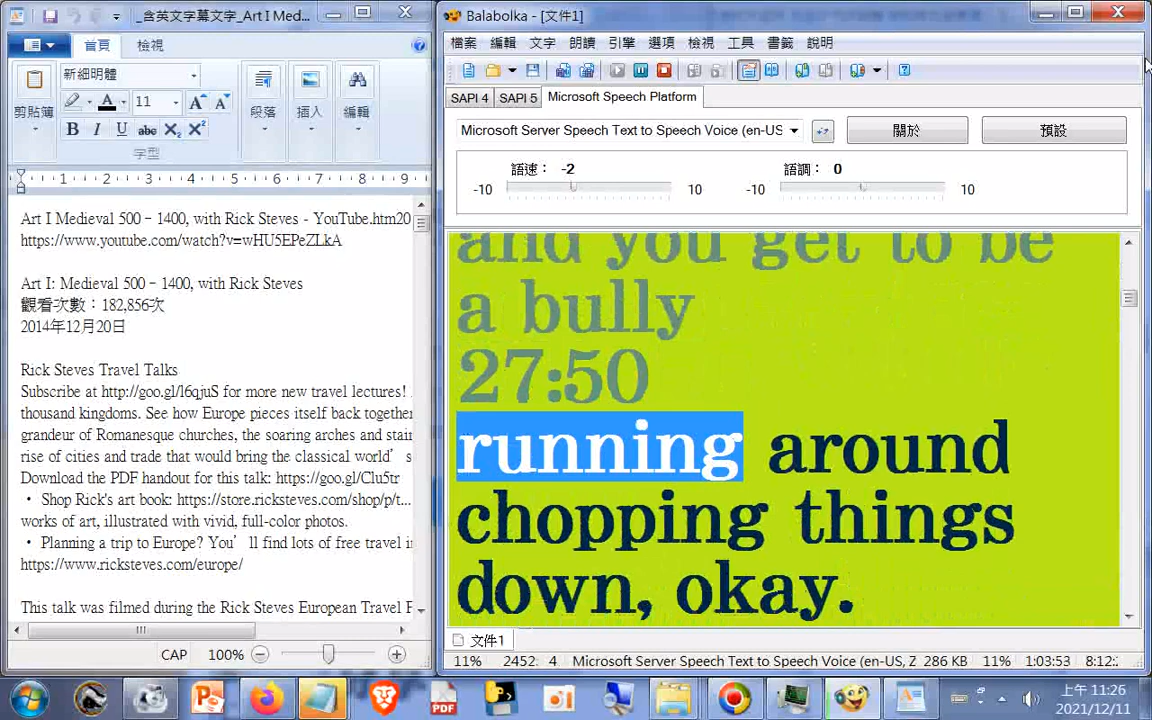 _含英文字幕文字_Art I Med...
首頁
檢視
新細明體
11
剪貼簿
B I U abc X₂ X²
段落
插入
編輯
字型
1 2 3 4 5 6 7 8 9
Art I Medieval 500 - 1400, with Rick Steves - YouTube.htm20
https://www.youtube.com/watch?v=wHU5EPeZLkA
Art I: Medieval 500 - 1400, with Rick Steves
觀看次數：182,856次
2014年12月20日
Rick Steves Travel Talks
Subscribe at http://goo.gl/l6qjuS for more new travel lectures!
thousand kingdoms. See how Europe pieces itself back together
grandeur of Romanesque churches, the soaring arches and stain
rise of cities and trade that would bring the classical world's
Download the PDF handout for this talk: https://goo.gl/Clu5tr
• Shop Rick's art book: https://store.ricksteves.com/shop/p/t...
works of art, illustrated with vivid, full-color photos.
• Planning a trip to Europe? You'll find lots of free travel i
https://www.ricksteves.com/europe/
This talk was filmed during the Rick Steves European Travel F
CAP 100%
Balabolka - [文件1]
檔案 編輯 文字 朗讀 引擎 選項 檢視 工具 書籤 說明
SAPI 4 SAPI 5 Microsoft Speech Platform
Microsoft Server Speech Text to Speech Voice (en-US
關於
預設
語速： -2
語調： 0
-10 10 -10 10
and you get to be
a bully
27:50
running around
chopping things
down, okay.
文件1
11% 2452: 4 Microsoft Server Speech Text to Speech Voice (en-US, Z 286 KB 11% 1:03:53 8:12:
上午 11:26
2021/12/11